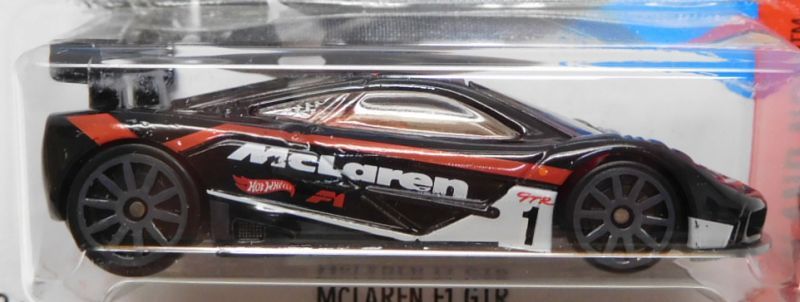 McLaren
HOT WHEELS
F1
GTR
1
MCLAREN F1 GTR